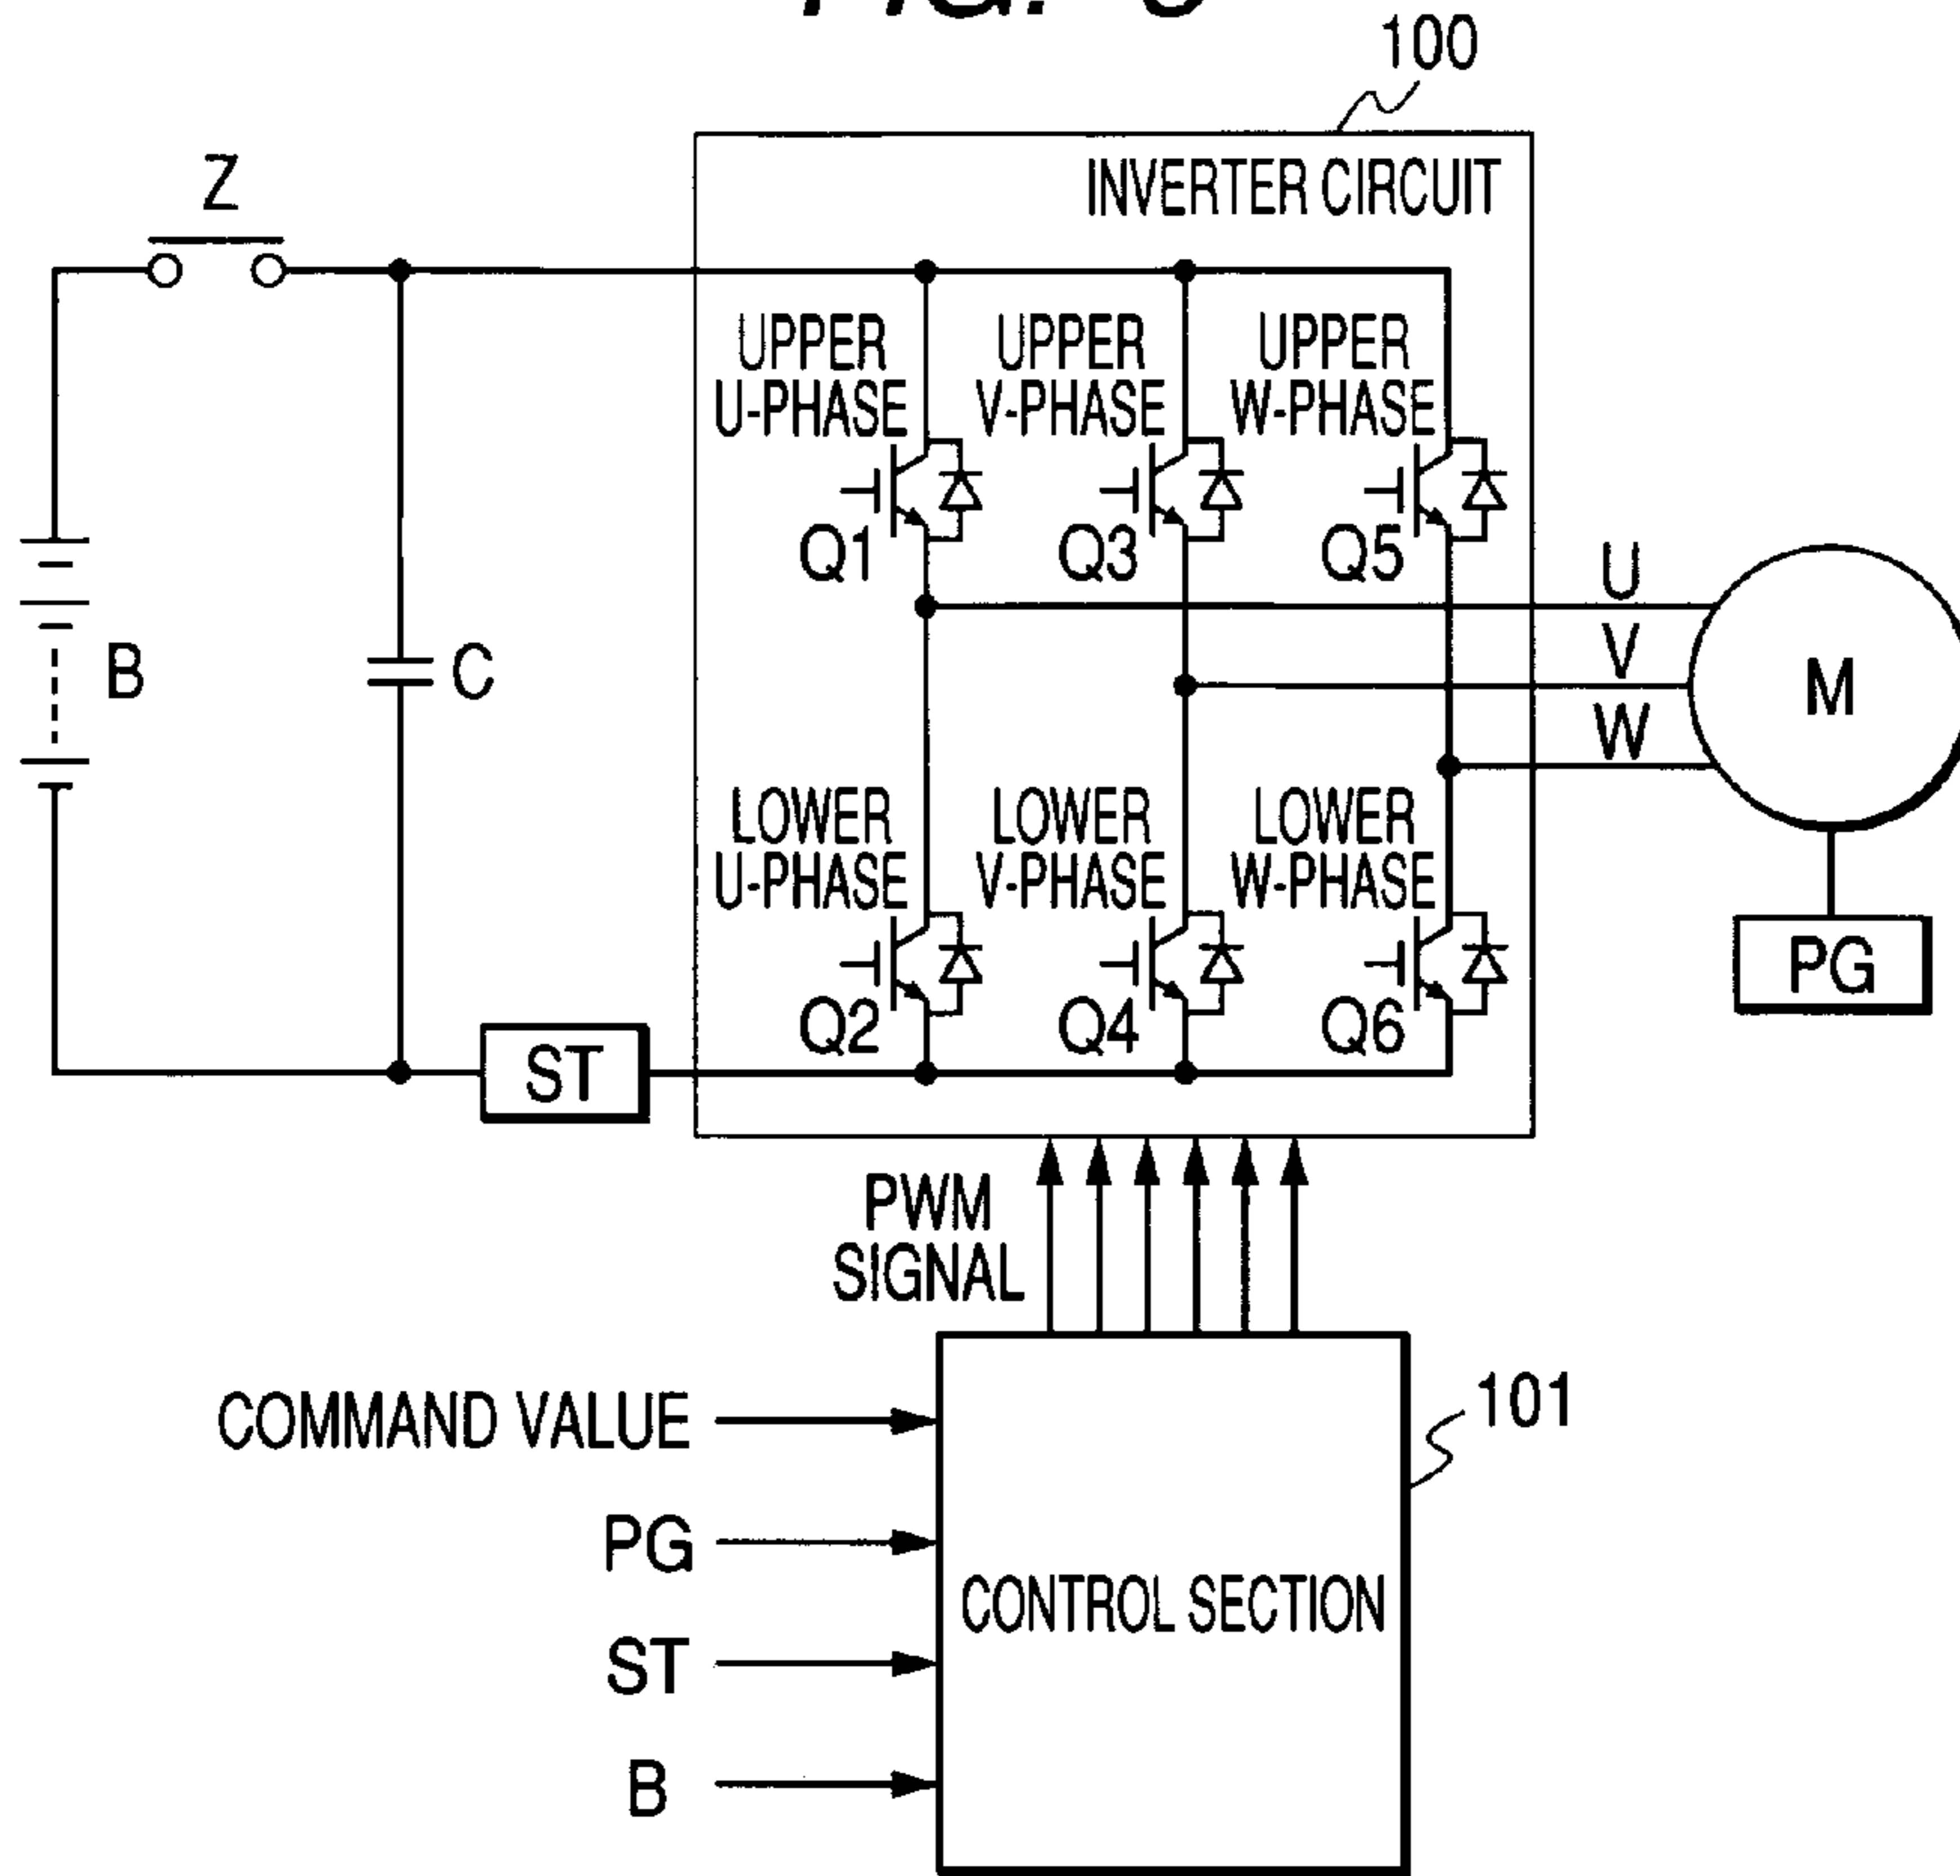 100
Z
INVERTER CIRCUIT
UPPER
U-PHASE
UPPER
V-PHASE
UPPER
W-PHASE
Q1
Q3
Q5
U
V
W
M
B
C
LOWER
U-PHASE
LOWER
V-PHASE
LOWER
W-PHASE
Q2
Q4
Q6
PG
ST
PWM
SIGNAL
COMMAND VALUE
PG
ST
B
CONTROL SECTION
101